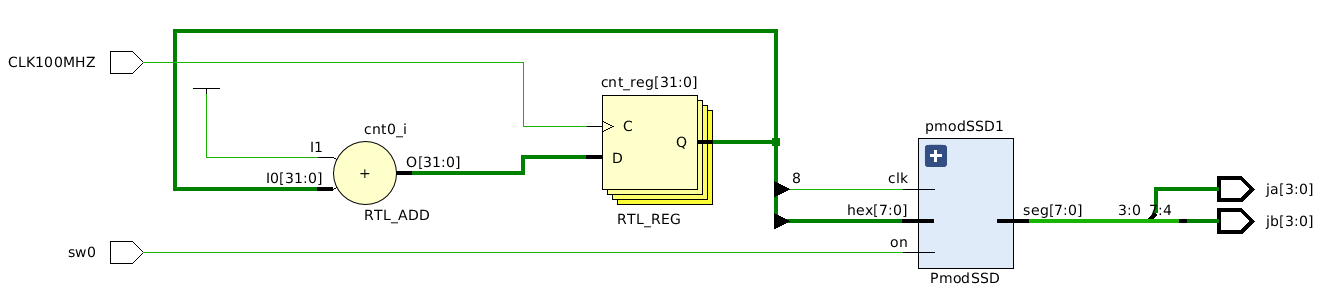 CLK100MHZ
cnt_reg[31:0]
cnt0_i
C
pmodSSD1
I1
O[31:0]
D
Q
+
I0[31:0]
8
clk
RTL_ADD
RTL_REG
hex[7:0]
seg[7:0]
3:0
7:4
ja[3:0]
jb[3:0]
sw0
on
PmodSSD